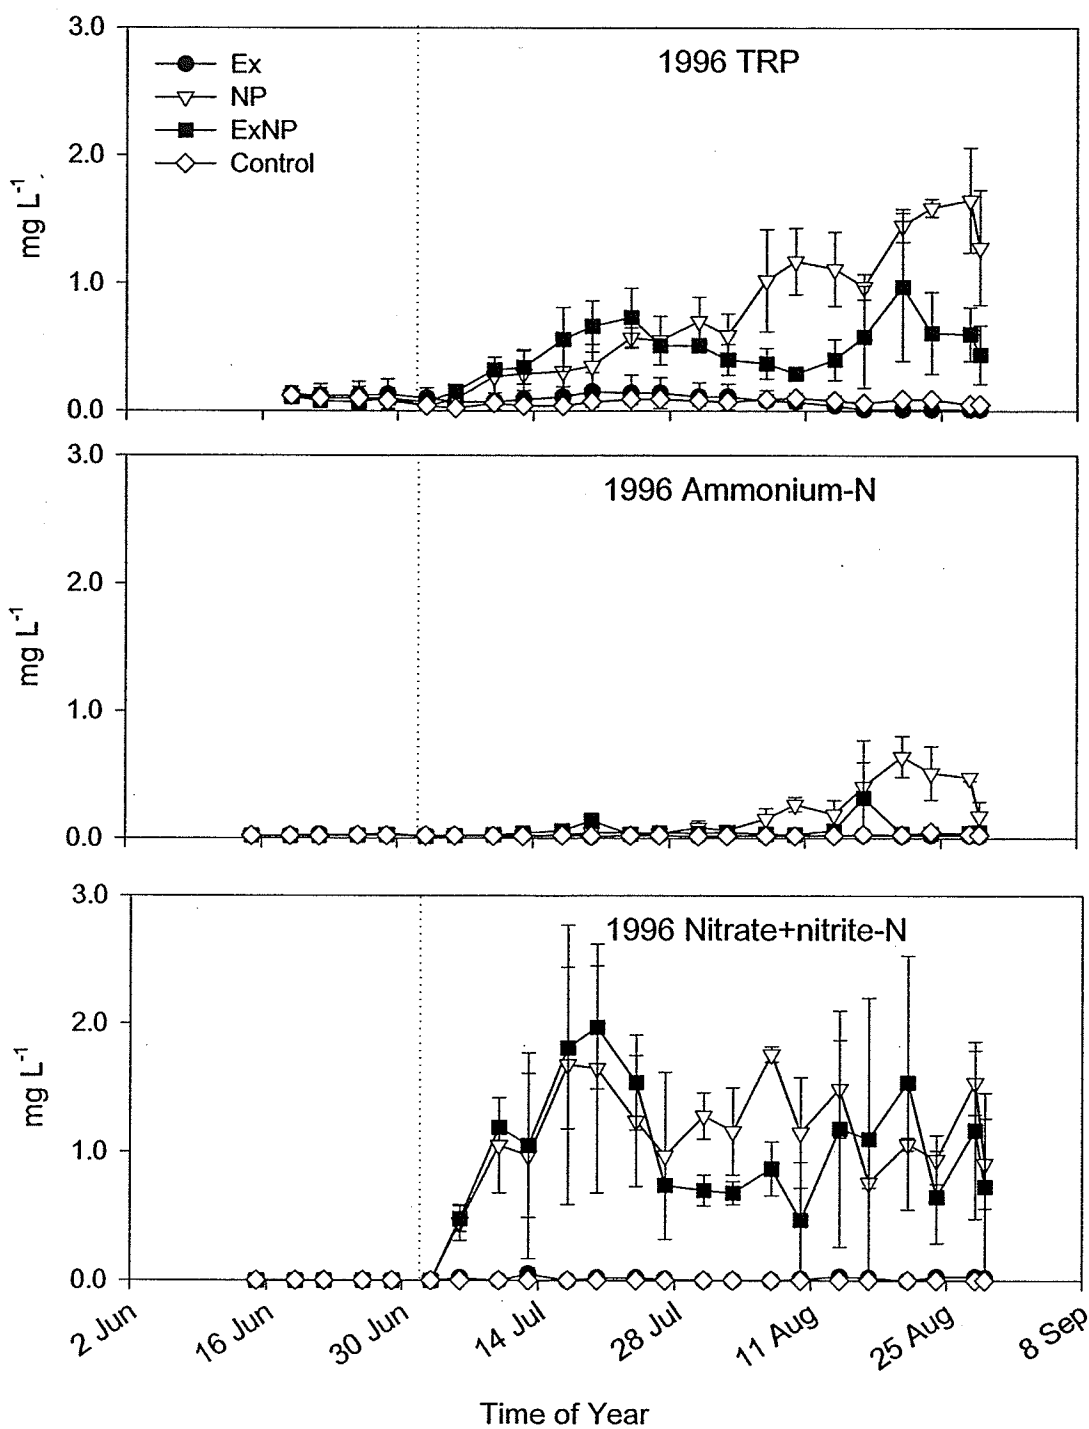 3.0
1996 TRP
Ex
NP
ExNP
Control
2.0
1.0
0.0
mg L-1
3.0
1996 Ammonium-N
2.0
1.0
0.0
mg L-1
3.0
1996 Nitrate+nitrite-N
2.0
1.0
0.0
mg L-1
2 Jun
16 Jun
30 Jun
14 Jul
28 Jul
11 Aug
25 Aug
8 Sep
Time of Year